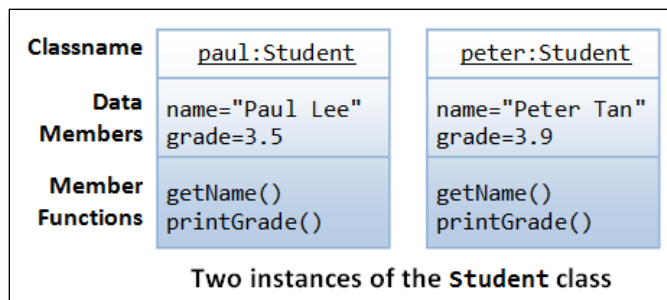 Classname
paul:Student
peter:Student
Data
Members
name="Paul Lee"
grade=3.5
name="Peter Tan"
grade=3.9
Member
Functions
getName()
printGrade()
getName()
printGrade()
Two instances of the Student class